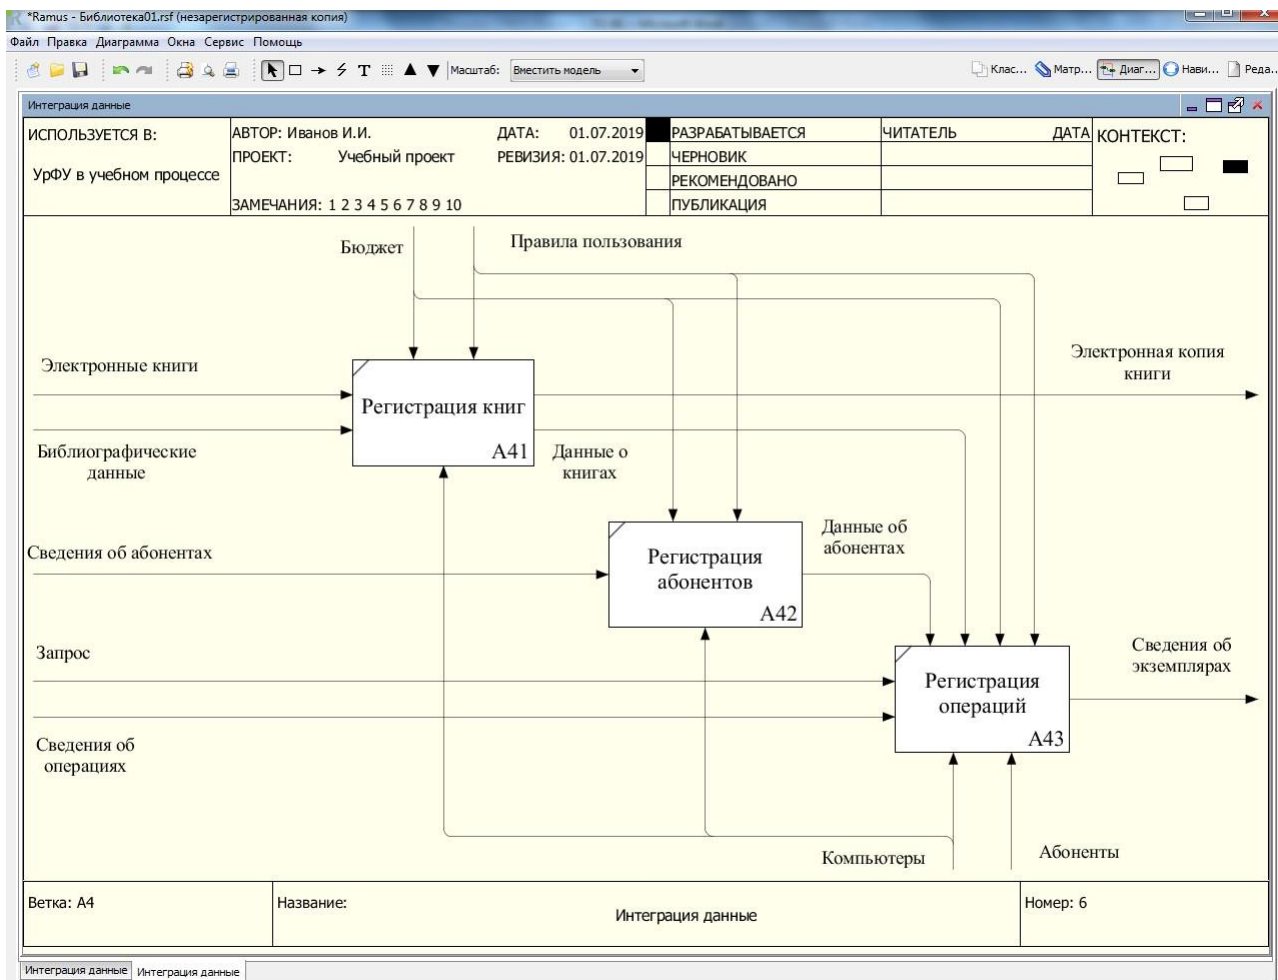 *Ramus - Библиотека01.rsf (незарегистрированная копия)
Файл Правка Диаграмма Окна Сервис Помощь
Масштаб: Вместить модель Клас... Матр... Диаг... Нави... Реда...
Интеграция данные
ИСПОЛЬЗУЕТСЯ В:
УрФУ в учебном процессе
АВТОР: Иванов И.И. ДАТА: 01.07.2019
ПРОЕКТ: Учебный проект РЕВИЗИЯ: 01.07.2019
ЗАМЕЧАНИЯ: 1 2 3 4 5 6 7 8 9 10
РАЗРАБАТЫВАЕТСЯ
ЧЕРНОВИК
РЕКОМЕНДОВАНО
ПУБЛИКАЦИЯ
ЧИТАТЕЛЬ ДАТА
КОНТЕКСТ:
Бюджет
Правила пользования
Электронные книги
Электронная копия
книги
Регистрация книг
A41
Библиографические
данные
Данные о
книгах
Сведения об абонентах
Регистрация
абонентов
A42
Данные об
абонентах
Запрос
Регистрация
операций
A43
Сведения об
экземплярах
Сведения об
операциях
Компьютеры
Абоненты
Ветка: A4
Название:
Интеграция данные
Номер: 6
Интеграция данные Интеграция данные